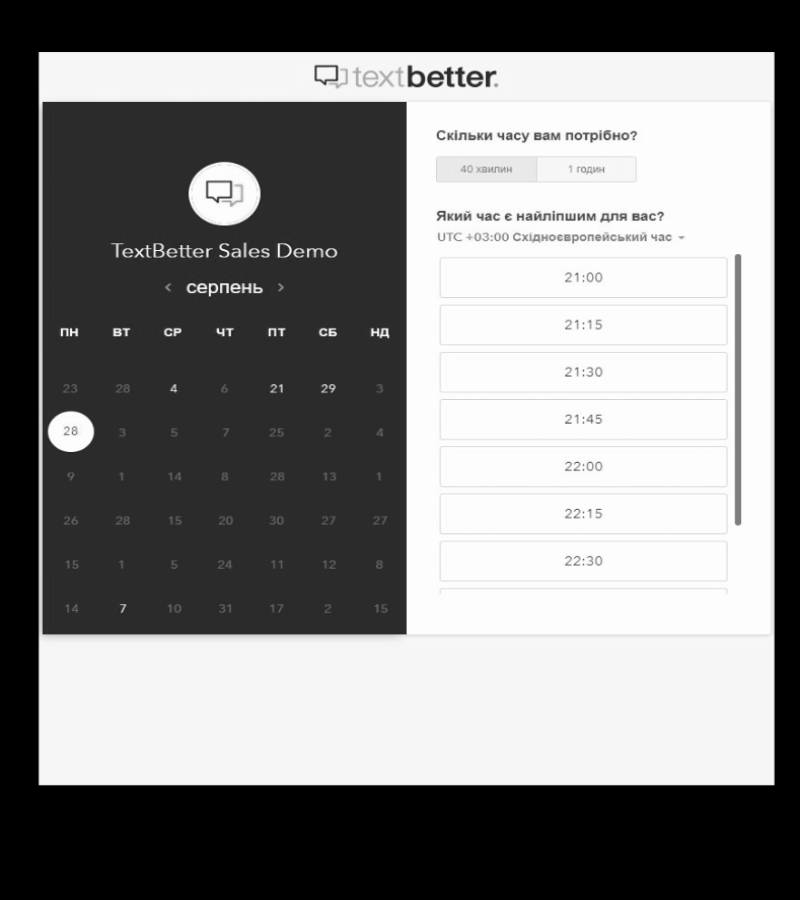 textbetter.
TextBetter Sales Demo
‹ серпень ›
ПН ВТ СР ЧТ ПТ СБ НД
23 28 4 6 21 29 3
28 3 5 7 25 2 4
9 1 14 8 28 13 1
26 28 15 20 30 27 27
15 1 5 24 11 12 8
14 7 10 31 17 2 15
Скільки часу вам потрібно?
40 хвилин 1 годин
Який час є найліпшим для вас?
UTC +03:00 Східноєвропейський час
21:00
21:15
21:30
21:45
22:00
22:15
22:30